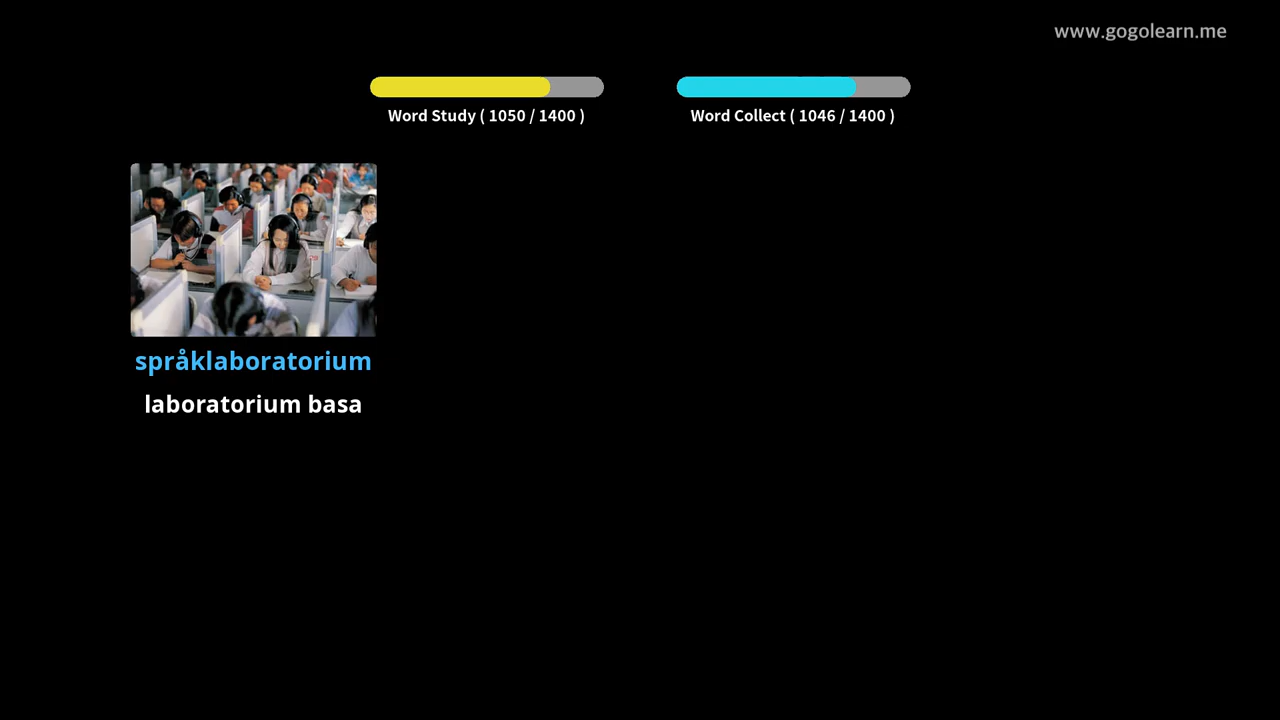 www.gogolearn.me
Word Study ( 1050 / 1400 )
Word Collect ( 1046 / 1400 )
språklaboratorium
laboratorium basa